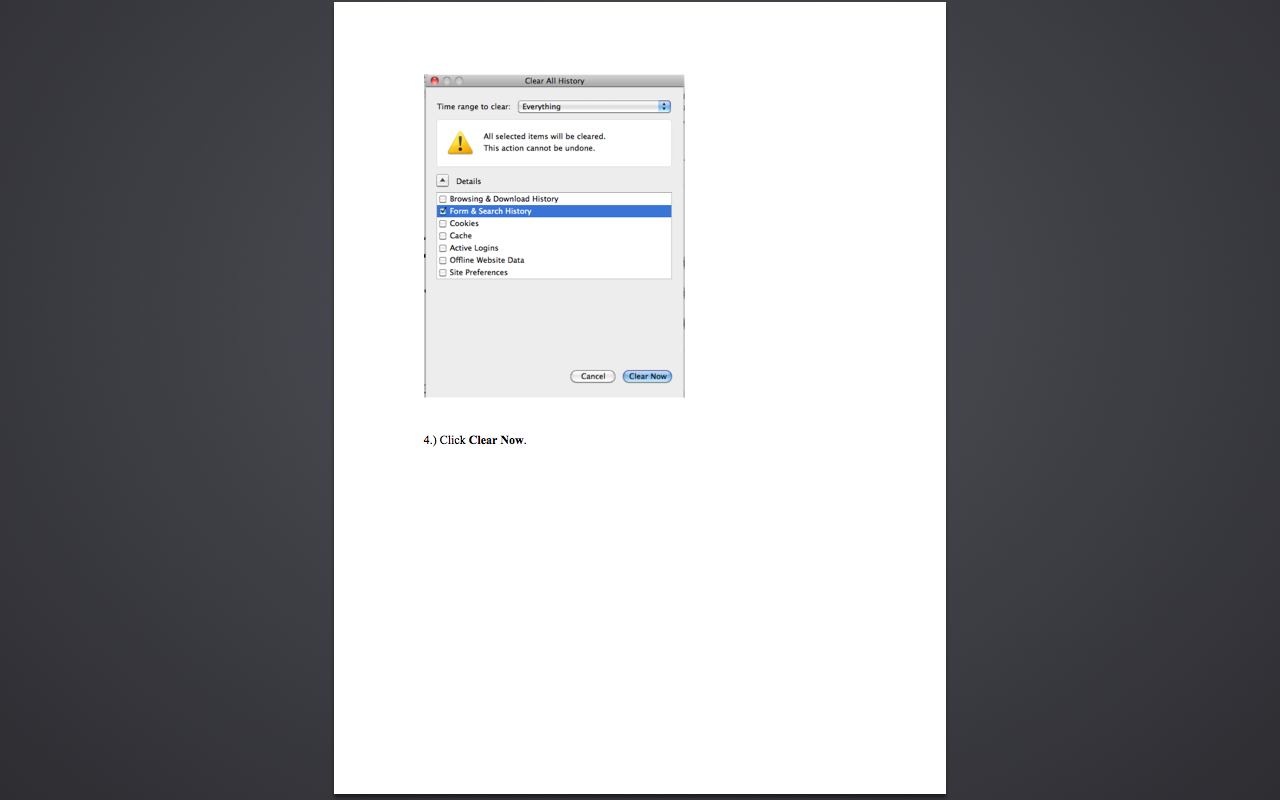 Clear All History
Time range to clear: Everything
All selected items will be cleared.
This action cannot be undone.
Details
Browsing & Download History
Form & Search History
Cookies
Cache
Active Logins
Offline Website Data
Site Preferences
Cancel Clear Now
4.) Click Clear Now.